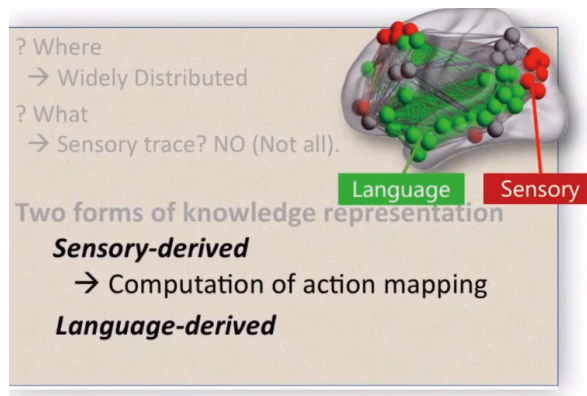 ? Where
→ Widely Distributed
? What
→ Sensory trace? NO (Not all).
Language
Sensory
Two forms of knowledge representation
Sensory-derived
→ Computation of action mapping
Language-derived